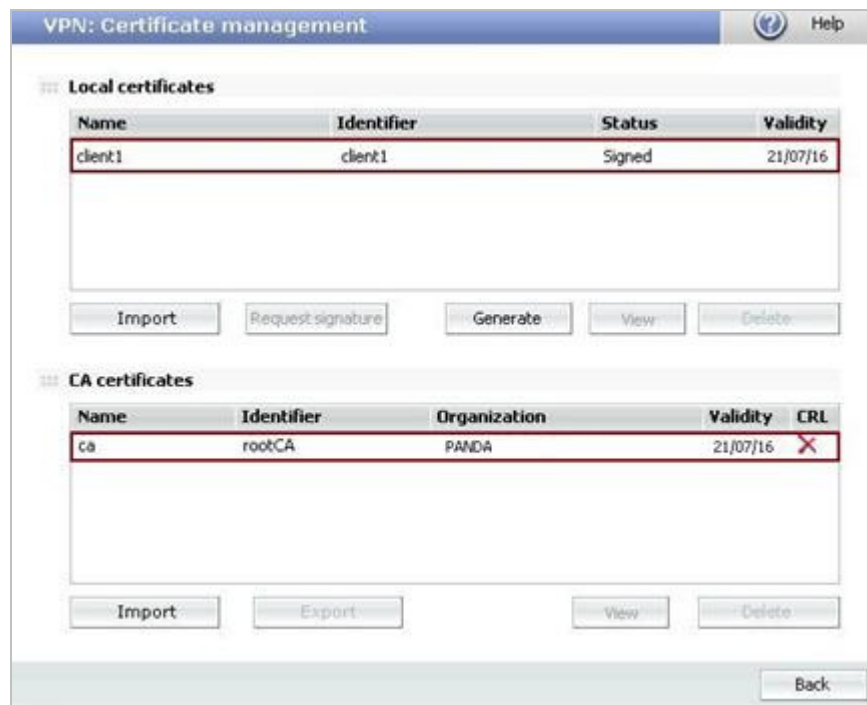 VPN: Certificate management Help
Local certificates
Name Identifier Status Validity
client1 client1 Signed 21/07/16
Import Request signature Generate View Delete
CA certificates
Name Identifier Organization Validity CRL
ca rootCA PANDA 21/07/16
Import Export View Delete
Back